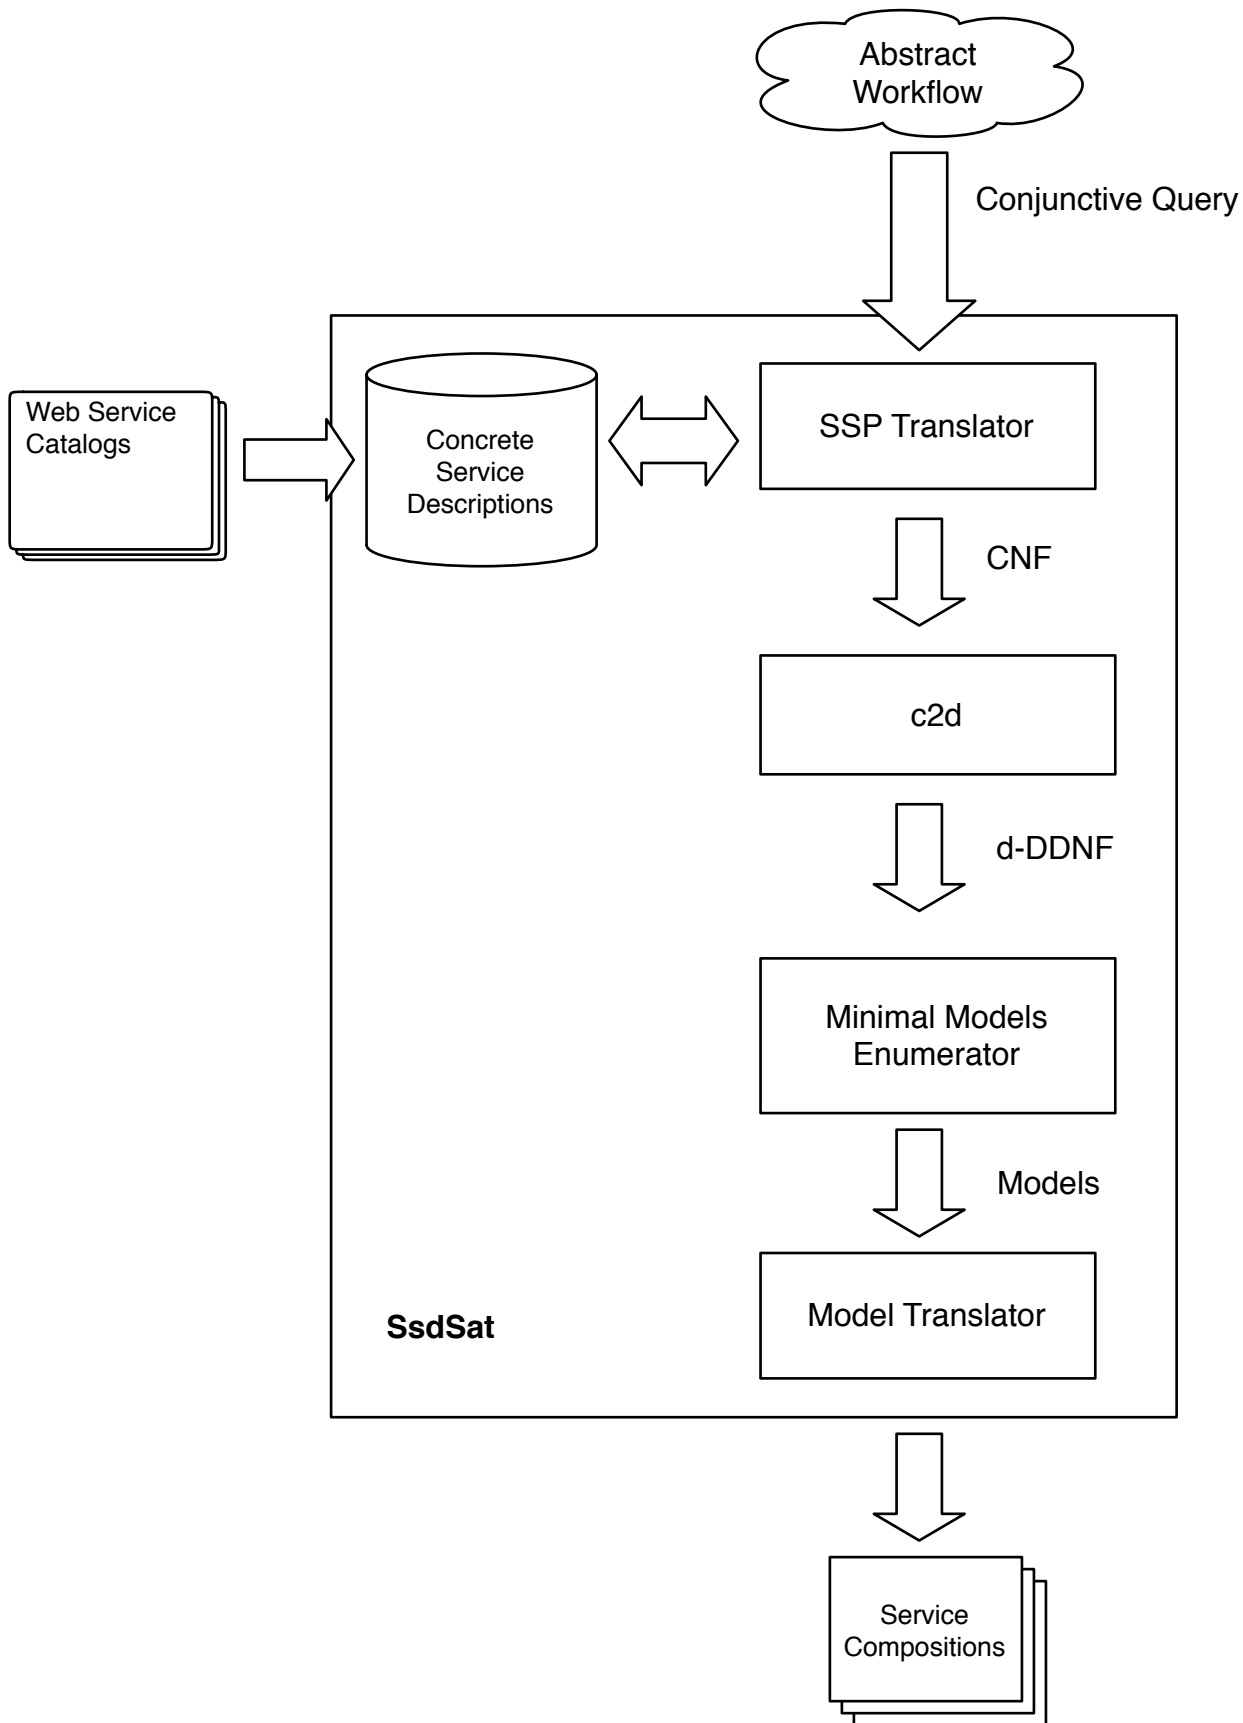 Abstract
Workflow
Conjunctive Query
Web Service
Catalogs
Concrete
Service
Descriptions
SSP Translator
CNF
c2d
d-DDNF
Minimal Models
Enumerator
Models
Model Translator
SsdSat
Service
Compositions